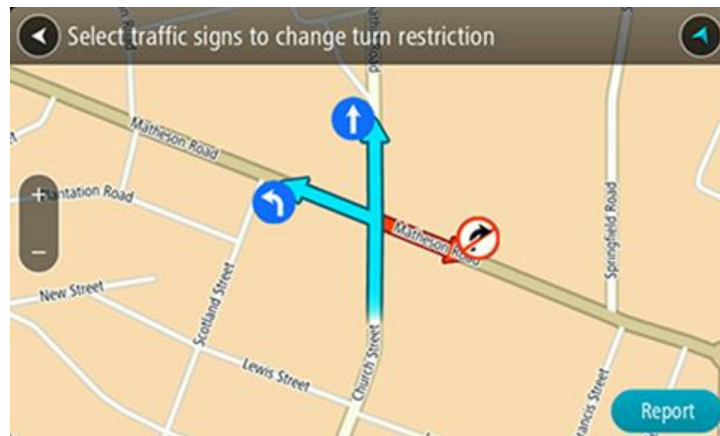 Select traffic signs to change turn restriction
Matheson Road
Plantation Road
Matheson Road
Springfield Road
New Street
Scotland Street
Lewis Street
Church Street
Report
+
-